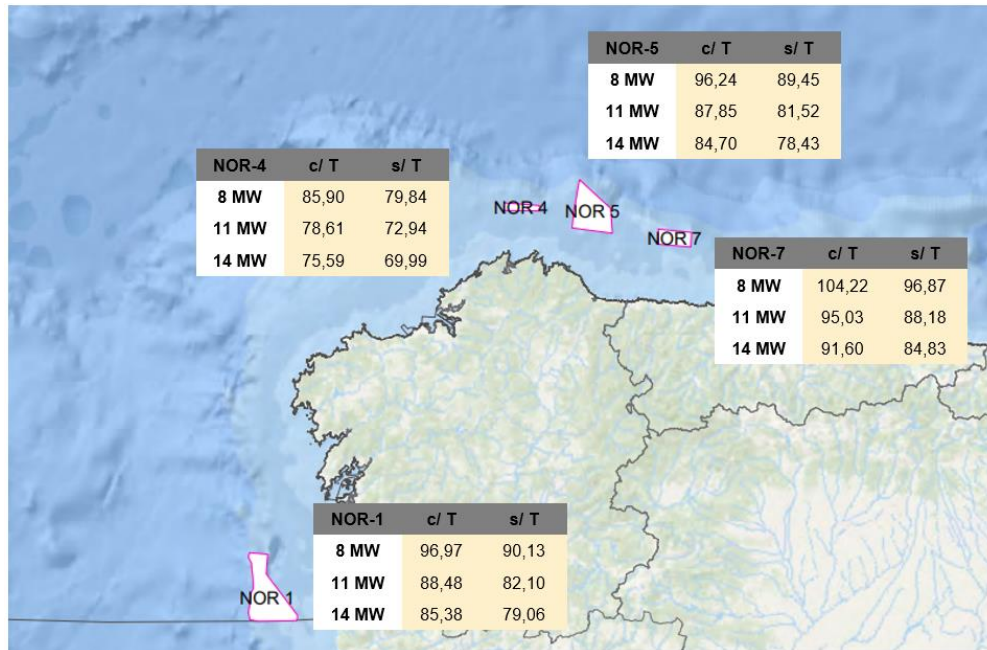 NOR-5 c/ T s/ T
8 MW 96,24 89,45
11 MW 87,85 81,52
14 MW 84,70 78,43
NOR-4 c/ T s/ T
8 MW 85,90 79,84
11 MW 78,61 72,94
14 MW 75,59 69,99
NOR 4
NOR 5
NOR 7
NOR-7 c/ T s/ T
8 MW 104,22 96,87
11 MW 95,03 88,18
14 MW 91,60 84,83
NOR-1 c/ T s/ T
8 MW 96,97 90,13
11 MW 88,48 82,10
14 MW 85,38 79,06
NOR 1